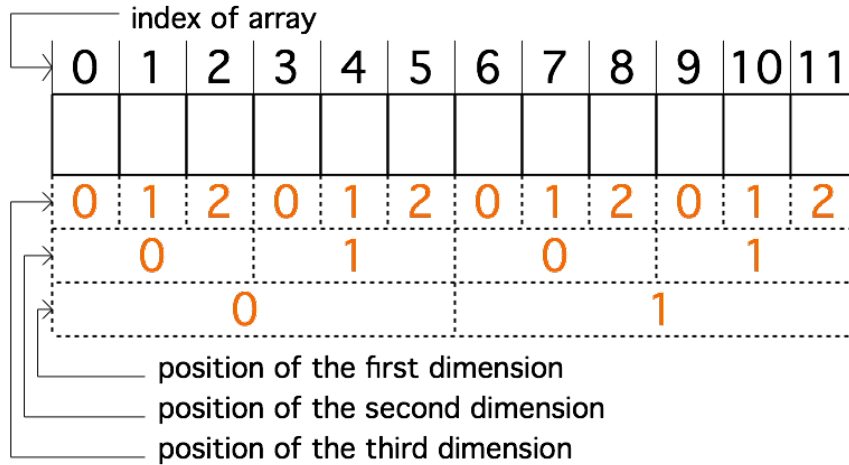 index of array
0 1 2 3 4 5 6 7 8 9 10 11
0 1 2 0 1 2 0 1 2 0 1 2
0 1 0 1
0 1
position of the first dimension
position of the second dimension
position of the third dimension